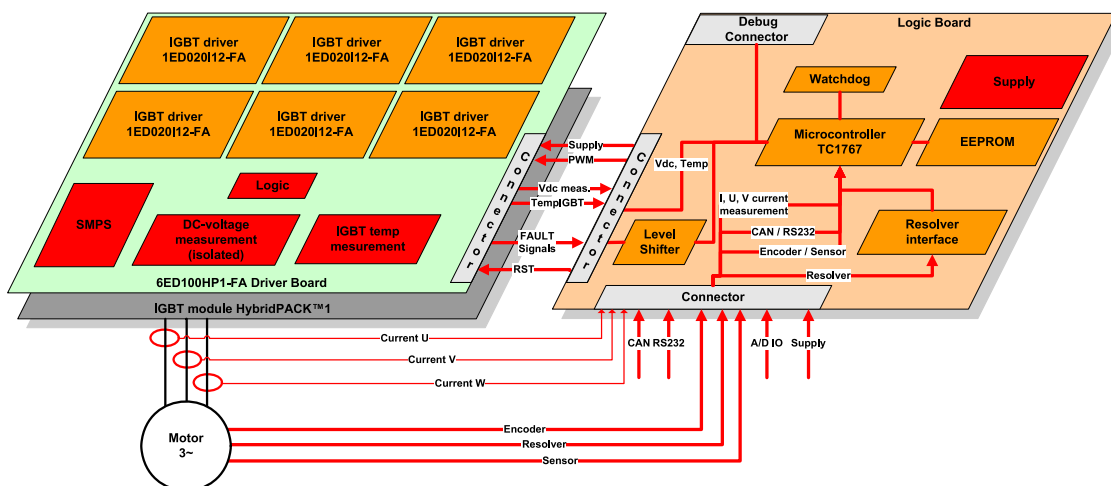 IGBT driver
1ED020I12-FA
IGBT driver
1ED020I12-FA
IGBT driver
1ED020I12-FA
IGBT driver
1ED020I12-FA
IGBT driver
1ED020I12-FA
IGBT driver
1ED020I12-FA
Logic
SMPS
DC-voltage
measurement
(isolated)
IGBT temp
mesurement
6ED100HP1-FA Driver Board
IGBT module HybridPACK™1
Connector
Supply
PWM
Vdc meas.
TempIGBT
FAULT
Signals
RST
Connector
Logic Board
Debug
Connector
Watchdog
Supply
Microcontroller
TC1767
EEPROM
Vdc, Temp
I, U, V current
measurement
CAN / RS232
Encoder / Sensor
Resolver
Level
Shifter
Resolver
interface
Connector
Current U
Current V
Current W
CAN RS232
A/D IO
Supply
Motor
3~
Encoder
Resolver
Sensor